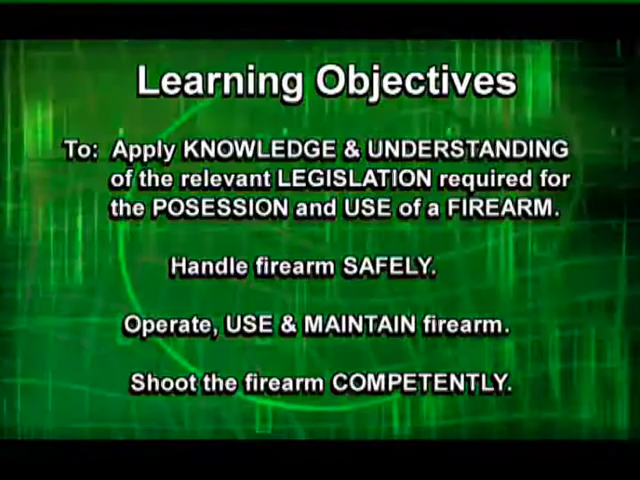 Learning Objectives
To: Apply KNOWLEDGE & UNDERSTANDING
of the relevant LEGISLATION required for
the POSESSION and USE of a FIREARM.
Handle firearm SAFELY.
Operate, USE & MAINTAIN firearm.
Shoot the firearm COMPETENTLY.